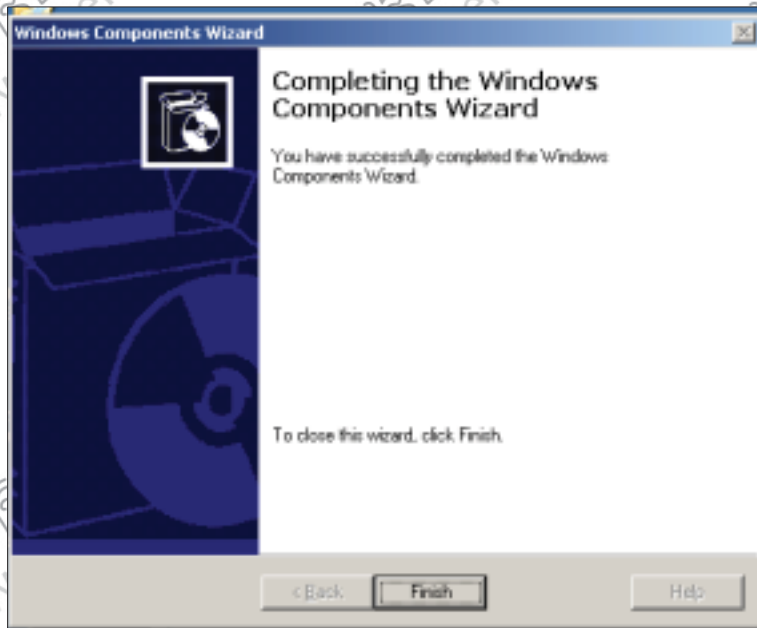 Windows Components Wizard
Completing the Windows
Components Wizard
You have successfully completed the Windows
Components Wizard.
To close this wizard, click Finish.
< Back
Finish
Help